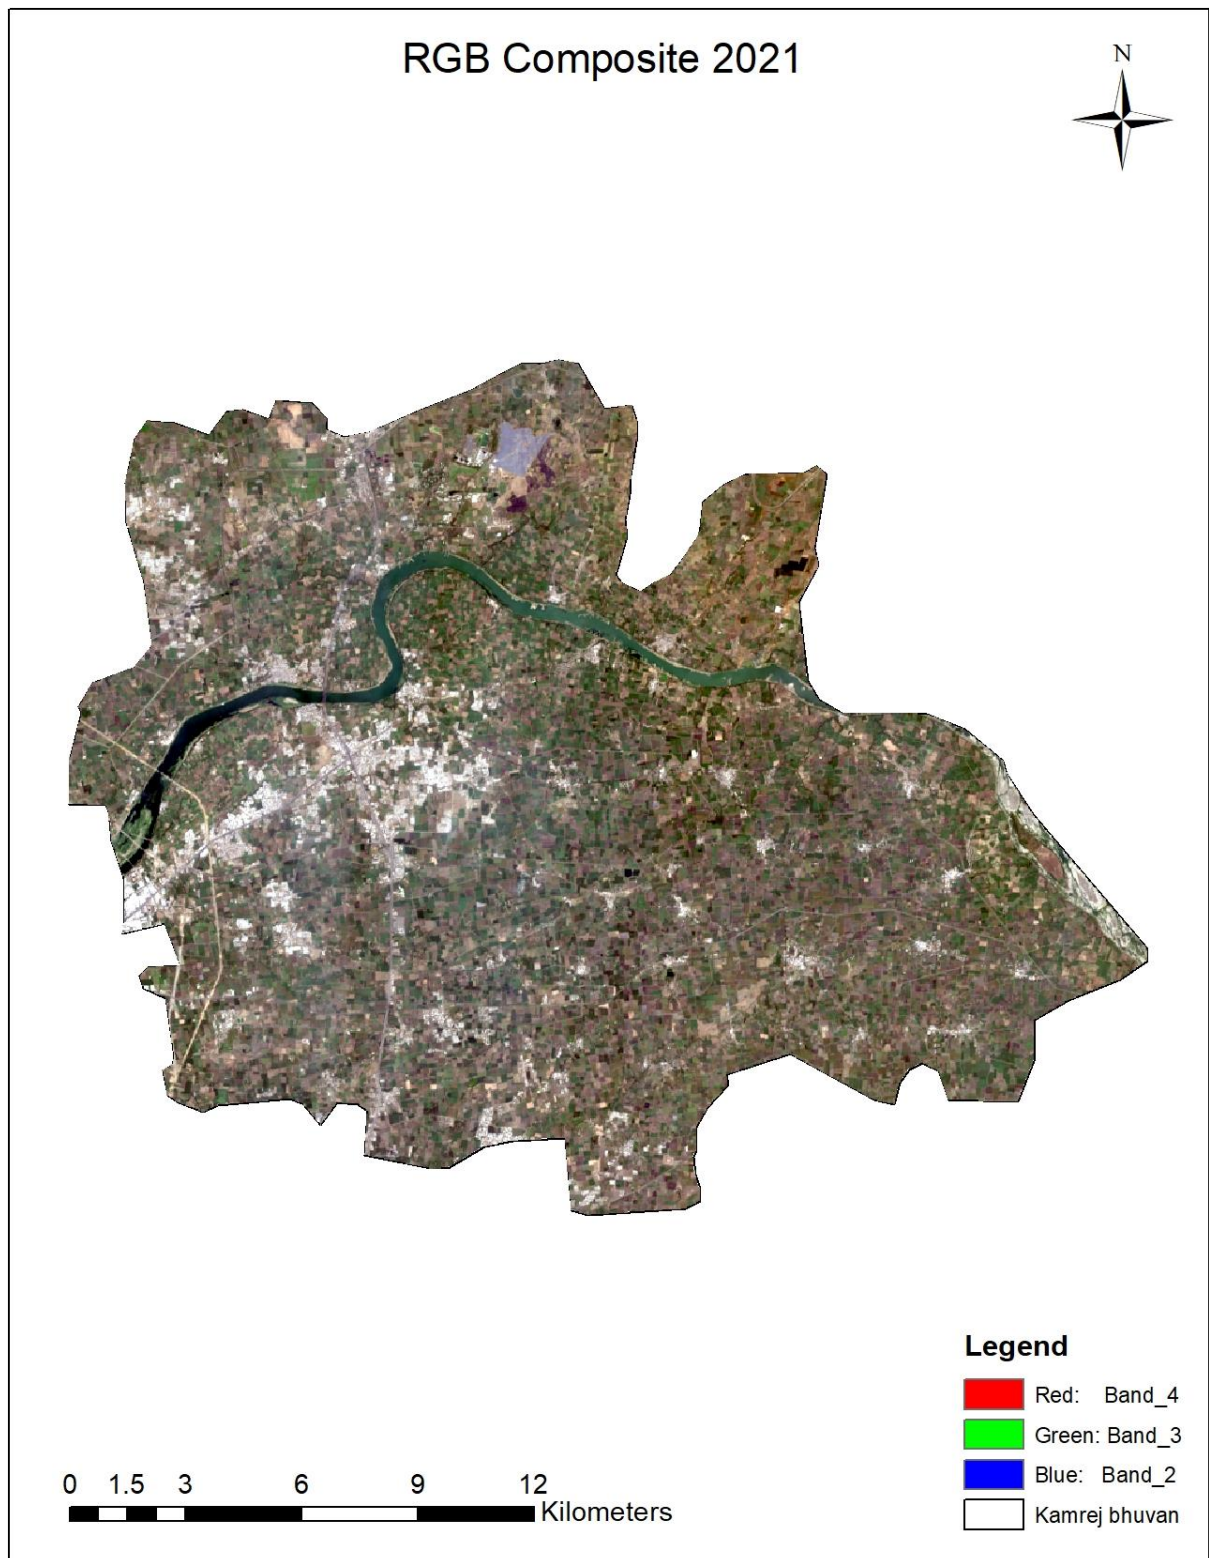 RGB Composite 2021
N
Legend
Red: Band_4
Green: Band_3
Blue: Band_2
Kamrej bhuvan
0 1.5 3 6 9 12
Kilometers